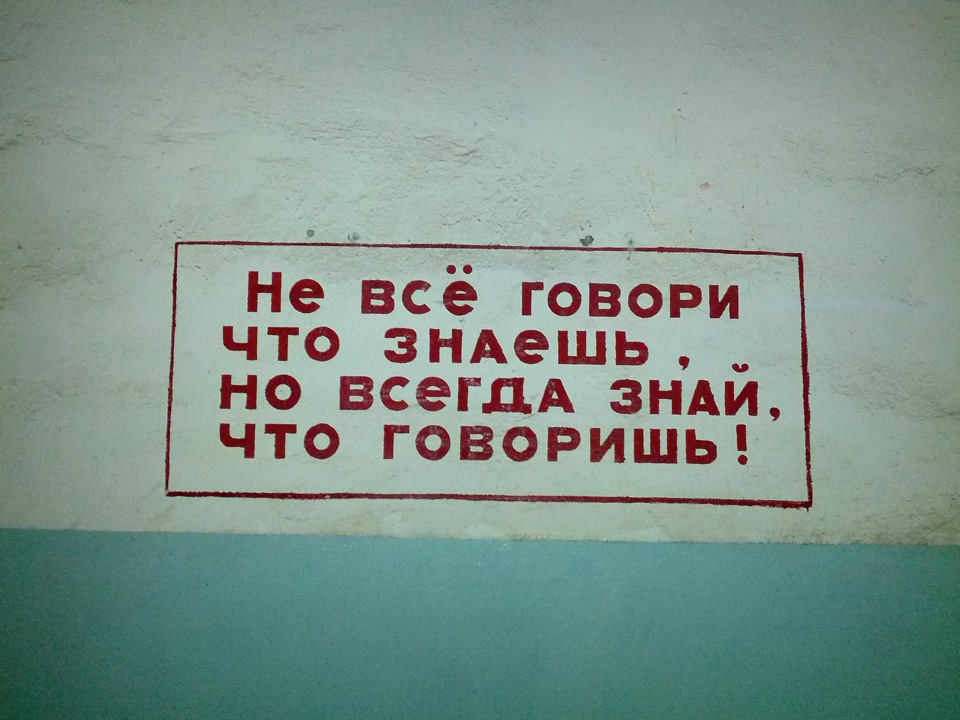 Не всё говори
что знаешь,
но всегда знай,
что говоришь!